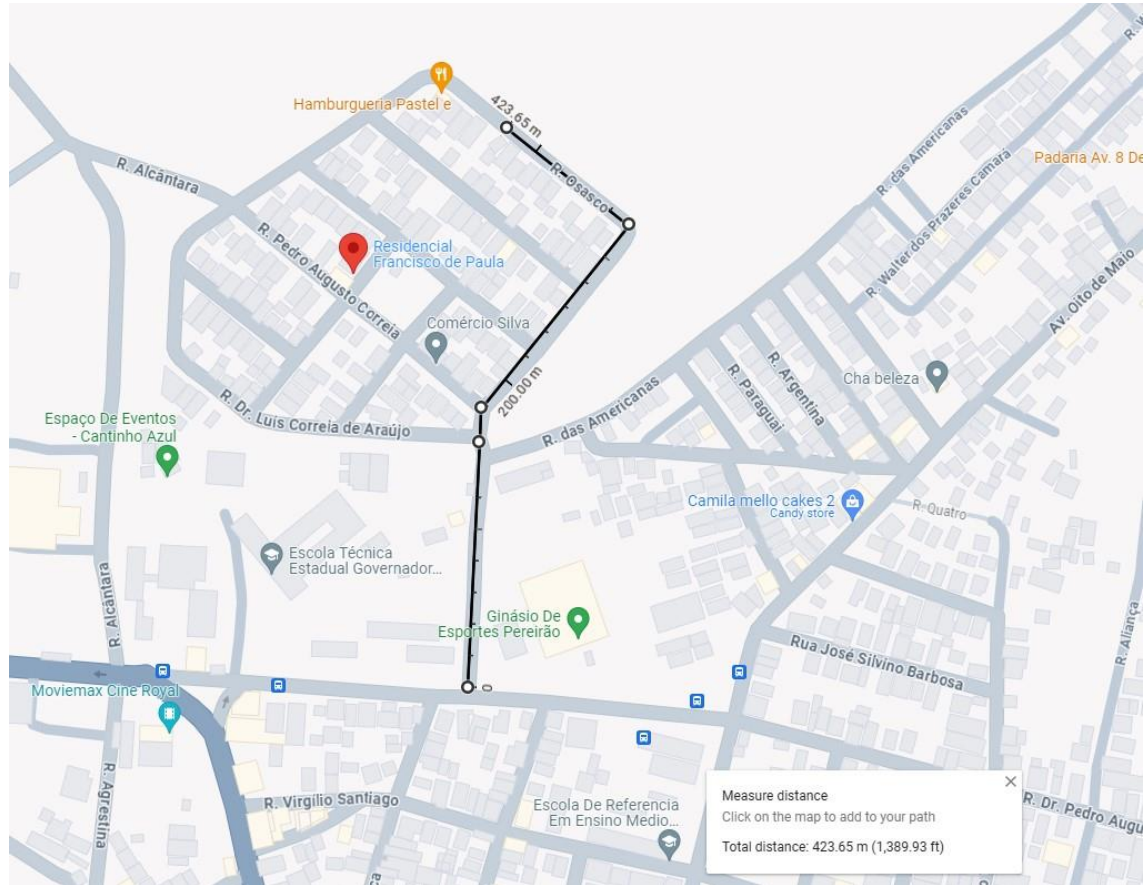 Hamburgueria Pastel e
423.65 m
R. Osasco
R. Alcântara
R. das Americanas
R. W
Padaria Av. 8 De
R. Walter dos Prazeres Camará
Residencial
Francisco de Paula
R. Pedro Augusto Correia
Av. Oito de Maio
Comércio Silva
200.00 m
R. Argentina
R. Paraguai
Cha beleza
R. Dr. Luis Correia de Araújo
R. das Americanas
Espaço De Eventos
- Cantinho Azul
Camila mello cakes 2
Candy store
R. Quatro
Escola Técnica
Estadual Governador...
R. Alcântara
Ginásio De
Esportes Pereirão
R. Aliança
Rua José Silvino Barbosa
0
Moviemax Cine Royal
R. Agrestina
R. Virgílio Santiago
Escola De Referencia
Em Ensino Medio...
R. Dr. Pedro Augu
Measure distance
Click on the map to add to your path
Total distance: 423.65 m (1,389.93 ft)